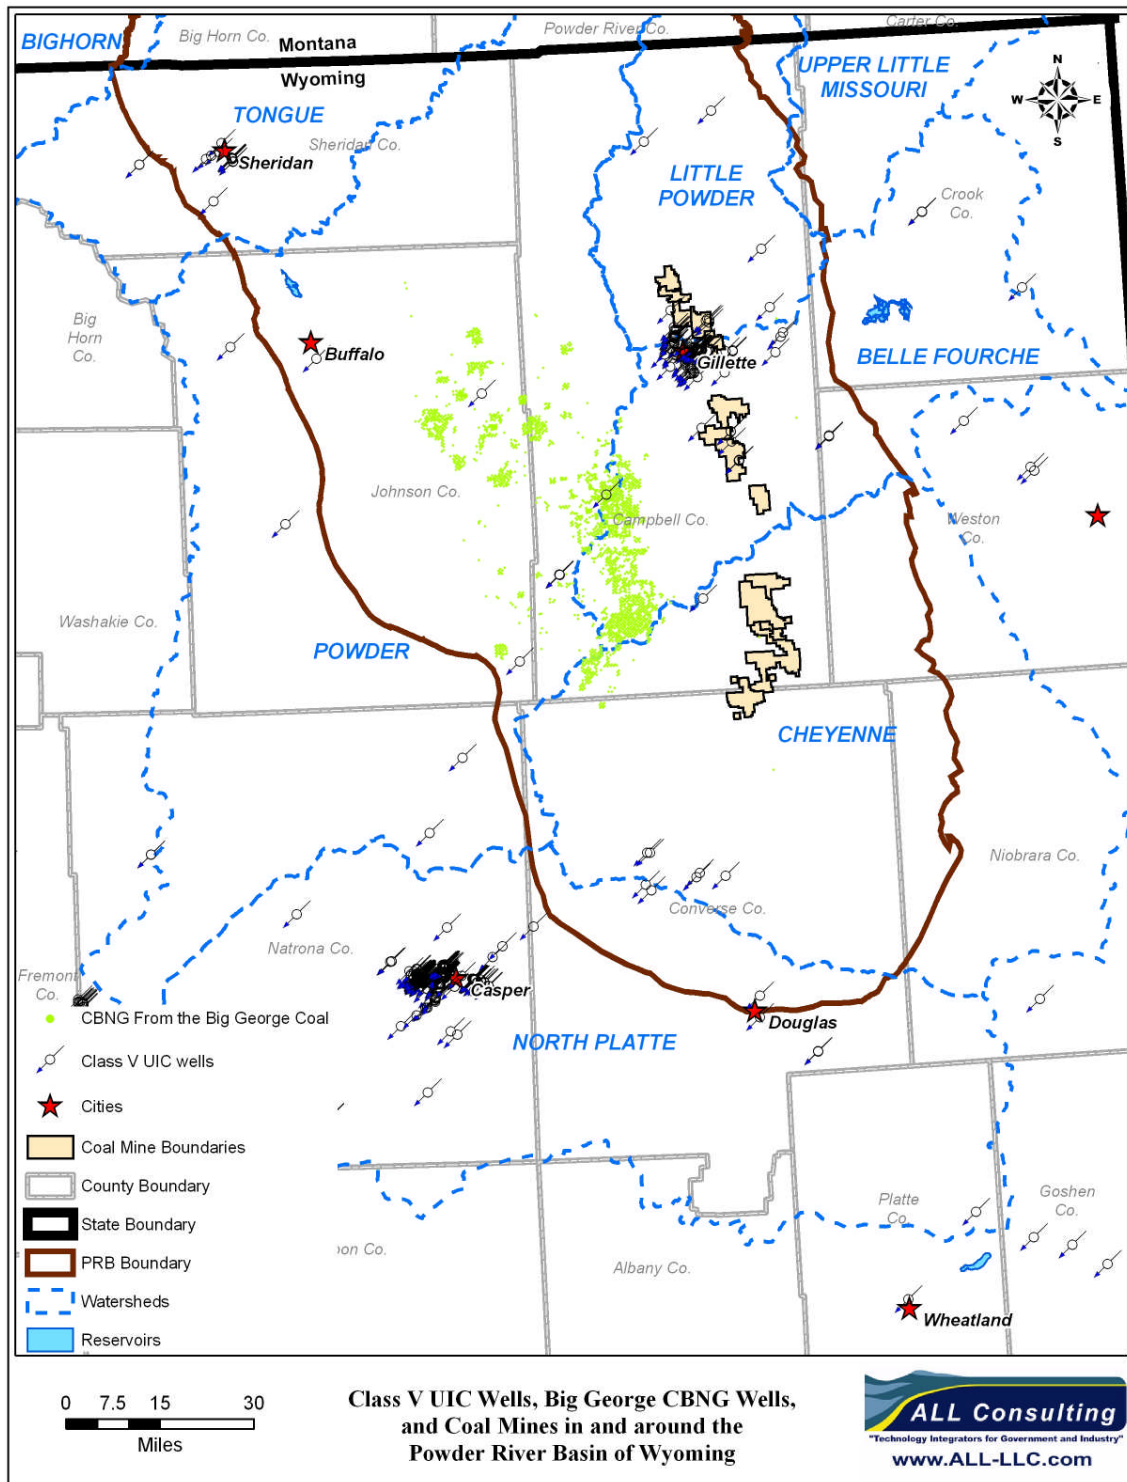 BIGHORN
Big Horn Co.
Montana
Wyoming
Powder River Co.
Carter Co.
UPPER LITTLE
MISSOURI
N
W E
S
TONGUE
Sheridan Co.
Sheridan
LITTLE
POWDER
Crook
Co.
Big
Horn
Co.
Buffalo
Gillette
BELLE FOURCHE
Johnson Co.
Campbell Co.
Weston
Co.
Washakie Co.
POWDER
CHEYENNE
Niobrara Co.
Converse Co.
Natrona Co.
Fremont
Co.
Casper
Douglas
NORTH PLATTE
CBNG From the Big George Coal
Class V UIC wells
Cities
Coal Mine Boundaries
County Boundary
State Boundary
PRB Boundary
Watersheds
Reservoirs
bon Co.
Albany Co.
Platte
Co.
Goshen
Co.
Wheatland
0 7.5 15 30
Miles
Class V UIC Wells, Big George CBNG Wells,
and Coal Mines in and around the
Powder River Basin of Wyoming
ALL Consulting
"Technology Integrators for Government and Industry"
www.ALL-LLC.com